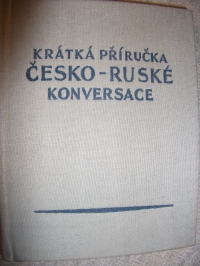 KRÁTKÁ PŘÍRUČKA
ČESKO-RUSKÉ
KONVERSACE